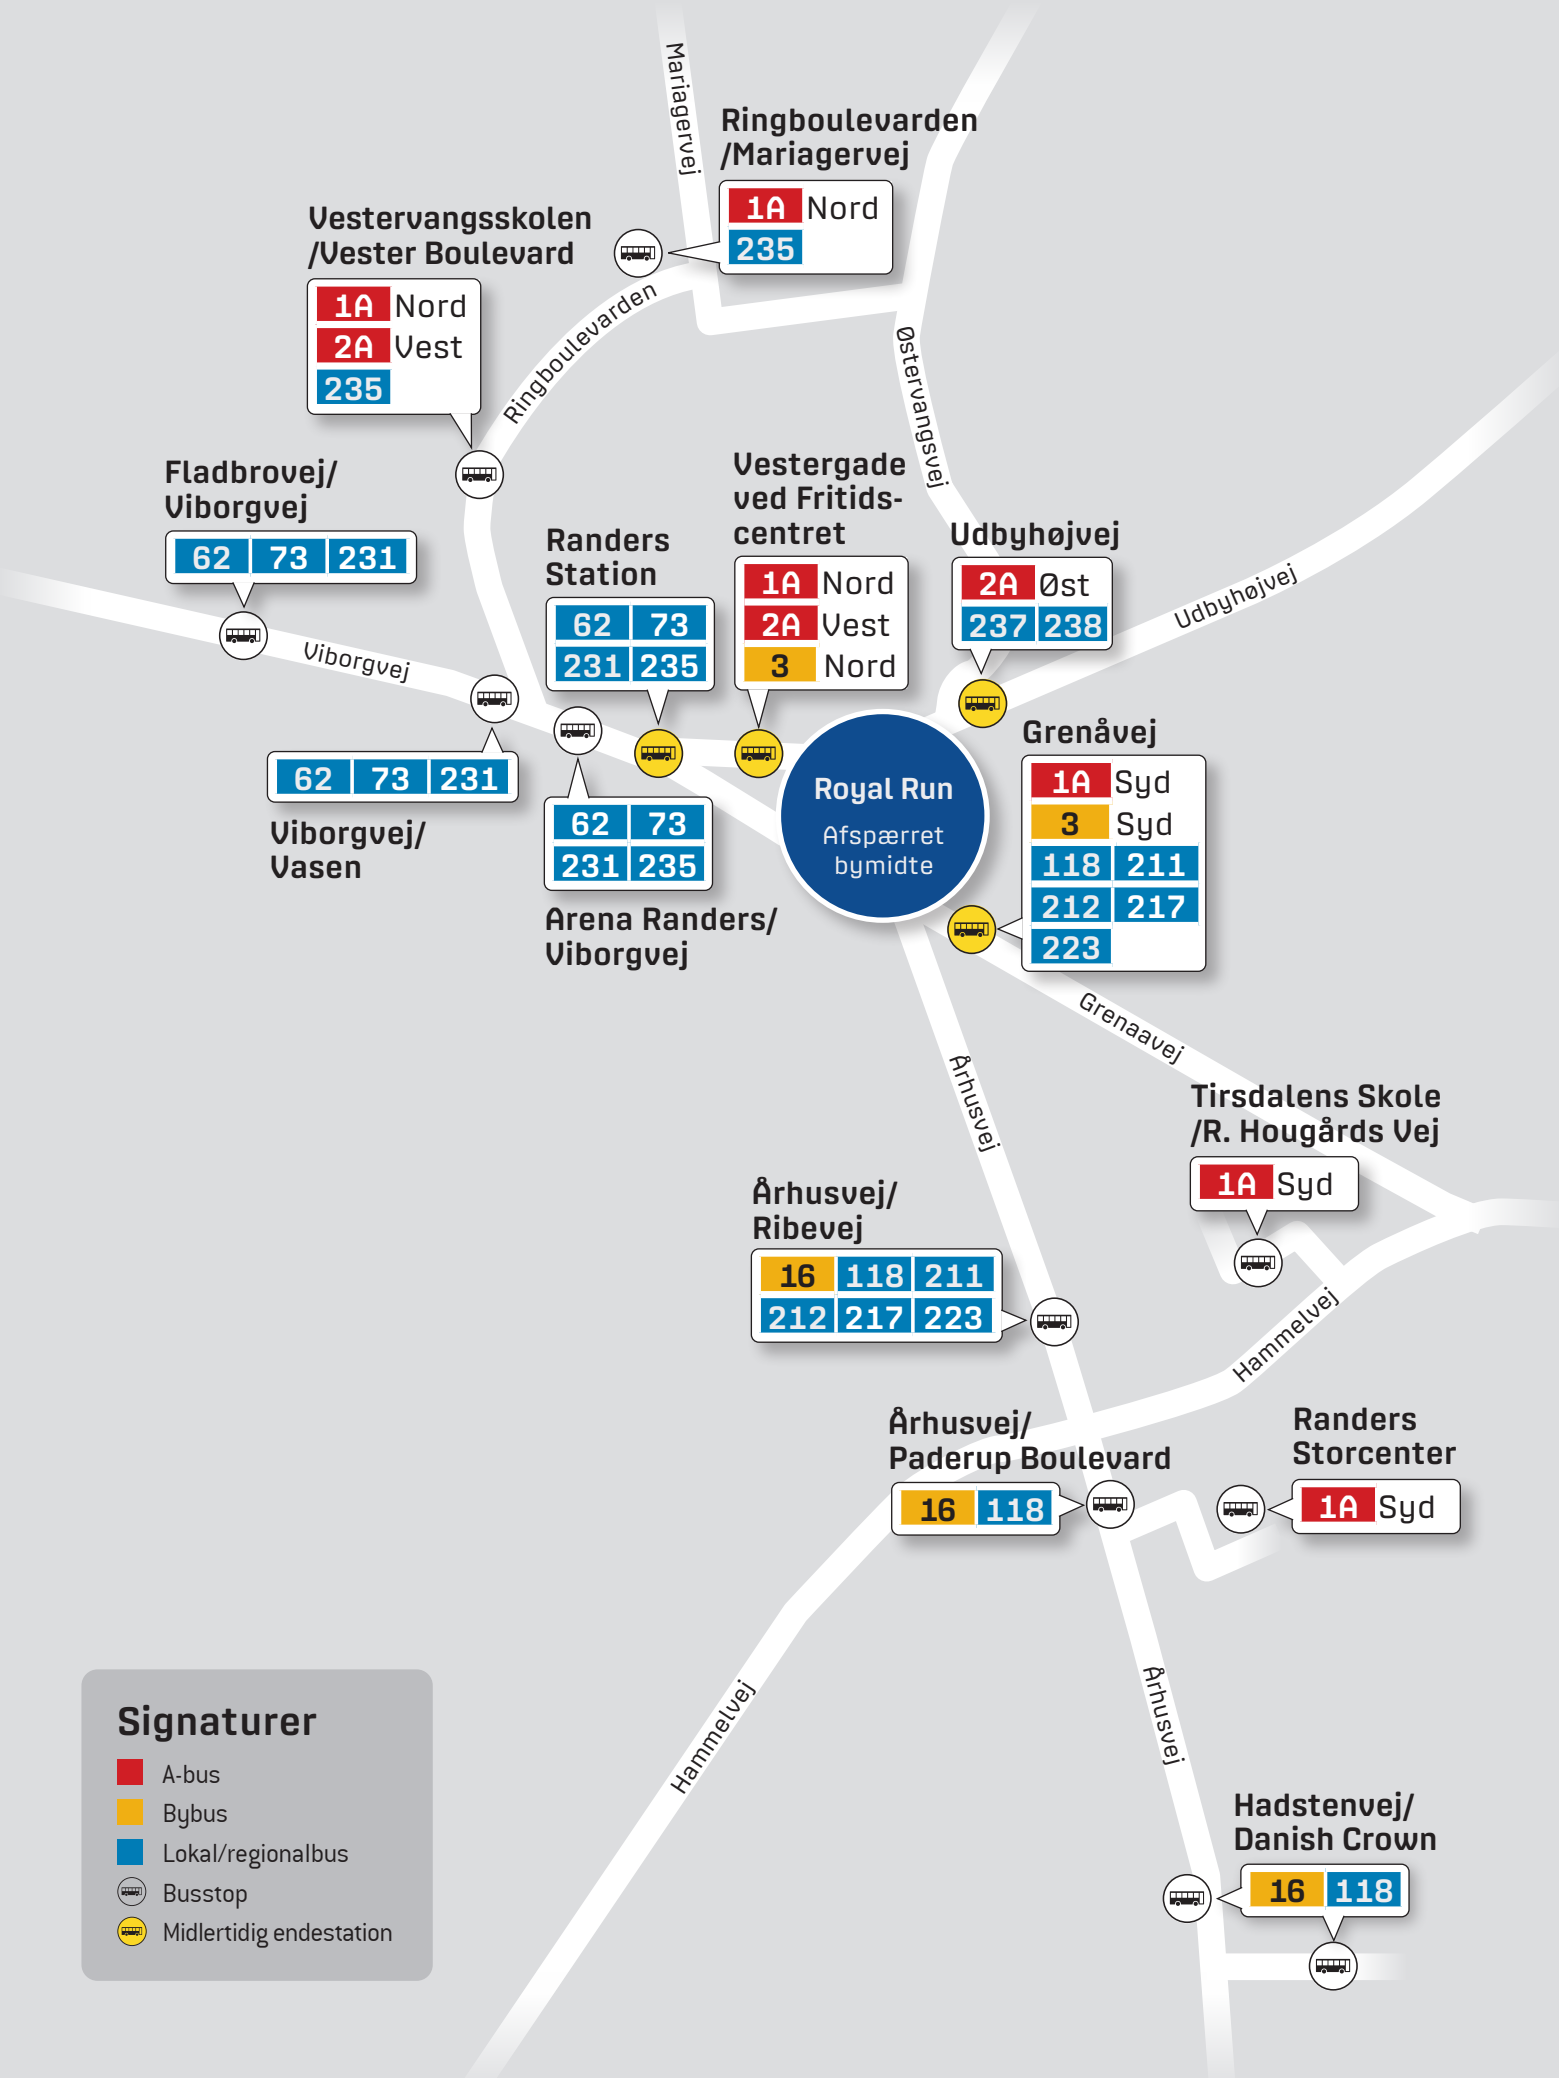 Mariagervej
Ringboulevarden
/Mariagervej
1A Nord
235
Vestervangsskolen
/Vester Boulevard
1A Nord
2A Vest
235
Ringboulevarden
Østervangsvej
Fladbrovej/
Viborgvej
62 73 231
Viborgvej
Randers
Station
62 73
231 235
Vestergade
ved Fritids-
centret
1A Nord
2A Vest
3 Nord
Udbyhøjvej
2A Øst
237 238
Udbyhøjvej
62 73 231
Viborgvej/
Vasen
62 73
231 235
Arena Randers/
Viborgvej
Royal Run
Afspærret
bymidte
Grenåvej
1A Syd
3 Syd
118 211
212 217
223
Grenaavej
Århusvej
Tirsdalens Skole
/R. Hougårds Vej
1A Syd
Århusvej/
Ribevej
16 118 211
212 217 223
Hammelvej
Århusvej/
Paderup Boulevard
16 118
Randers
Storcenter
1A Syd
Hammelvej
Århusvej
Hadstenvej/
Danish Crown
16 118
Signaturer
A-bus
Bybus
Lokal/regionalbus
Busstop
Midlertidig endestation